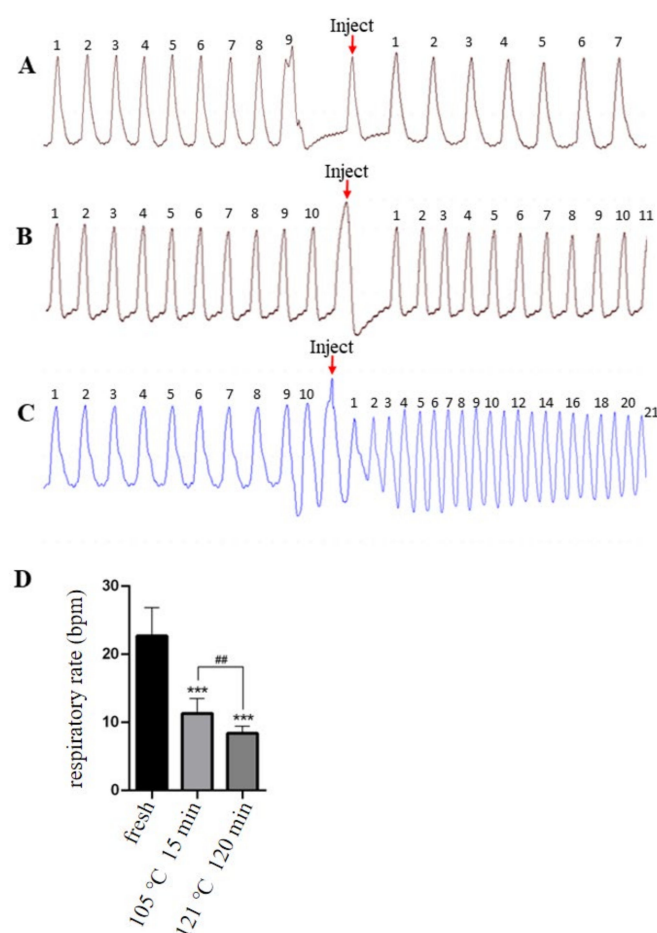 Inject
A 1 2 3 4 5 6 7 8 9 1 2 3 4 5 6 7
Inject
B 1 2 3 4 5 6 7 8 9 10 1 2 3 4 5 6 7 8 9 10 11
Inject
C 1 2 3 4 5 6 7 8 9 10 1 2 3 4 5 6 7 8 9 10 12 14 16 18 20 21
D
respiratory rate (bpm)
30
20
10
0
##
***
***
fresh
105 °C 15 min
121 °C 120 min